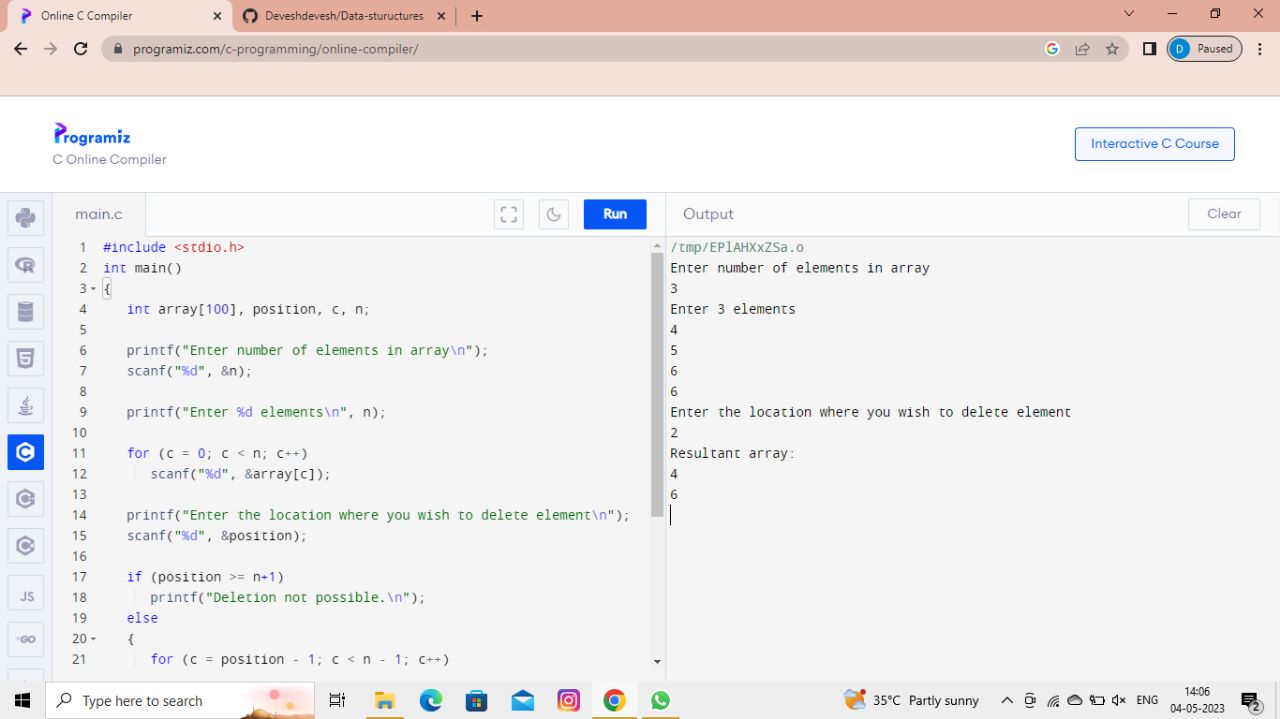 Online C Compiler
Deveshdevesh/Data-sturuct­ures
programiz.com/c-programming/online-compiler/
D Paused
Programiz
C Online Compiler
Interactive C Course
main.c
Run
Output
Clear
1 #include <stdio.h>
2 int main()
3 {
4 int array[100], position, c, n;
5
6 printf("Enter number of elements in array\n");
7 scanf("%d", &n);
8
9 printf("Enter %d elements\n", n);
10
11 for (c = 0; c < n; c++)
12 scanf("%d", &array[c]);
13
14 printf("Enter the location where you wish to delete element\n");
15 scanf("%d", &position);
16
17 if (position >= n+1)
18 printf("Deletion not possible.\n");
19 else
20 {
21 for (c = position - 1; c < n - 1; c++)
/tmp/EPlAHXxZSa.o
Enter number of elements in array
3
Enter 3 elements
4
5
6
6
Enter the location where you wish to delete element
2
Resultant array:
4
6
JS
GO
Type here to search
35°C Partly sunny
ENG
14:06
04-05-2023
2